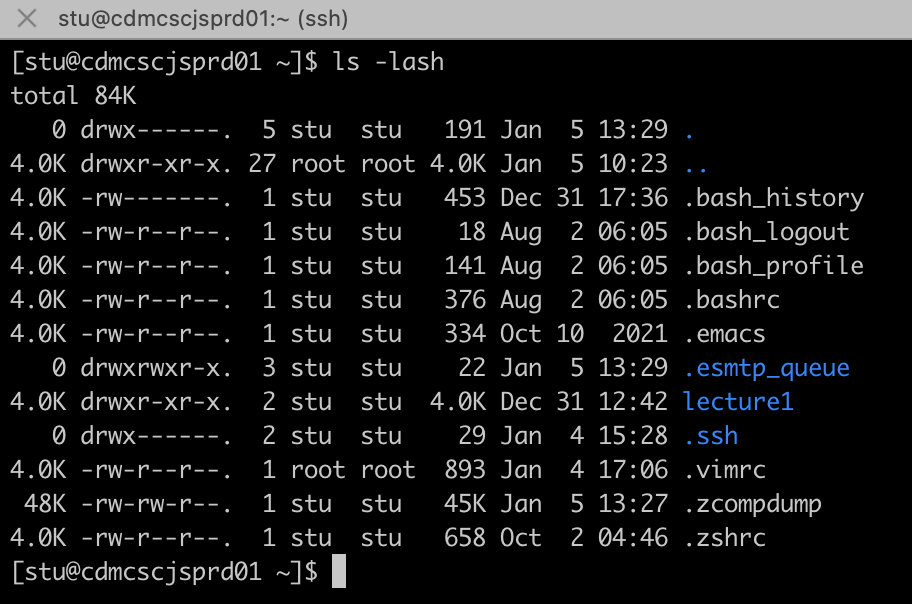 stu@cdmcscjsprd01:~ (ssh)
[stu@cdmcscjsprd01 ~]$ ls -lash
total 84K
   0 drwx------.  5 stu  stu   191 Jan  5 13:29 .
4.0K drwxr-xr-x. 27 root root 4.0K Jan  5 10:23 ..
4.0K -rw-------.  1 stu  stu   453 Dec 31 17:36 .bash_history
4.0K -rw-r--r--.  1 stu  stu    18 Aug  2 06:05 .bash_logout
4.0K -rw-r--r--.  1 stu  stu   141 Aug  2 06:05 .bash_profile
4.0K -rw-r--r--.  1 stu  stu   376 Aug  2 06:05 .bashrc
4.0K -rw-r--r--.  1 stu  stu   334 Oct 10  2021 .emacs
   0 drwxrwxr-x.  3 stu  stu    22 Jan  5 13:29 .esmtp_queue
4.0K drwxr-xr-x.  2 stu  stu  4.0K Dec 31 12:42 lecture1
   0 drwx------.  2 stu  stu    29 Jan  4 15:28 .ssh
4.0K -rw-r--r--.  1 root root  893 Jan  4 17:06 .vimrc
 48K -rw-rw-r--.  1 stu  stu   45K Jan  5 13:27 .zcompdump
4.0K -rw-r--r--.  1 stu  stu   658 Oct  2 04:46 .zshrc
[stu@cdmcscjsprd01 ~]$